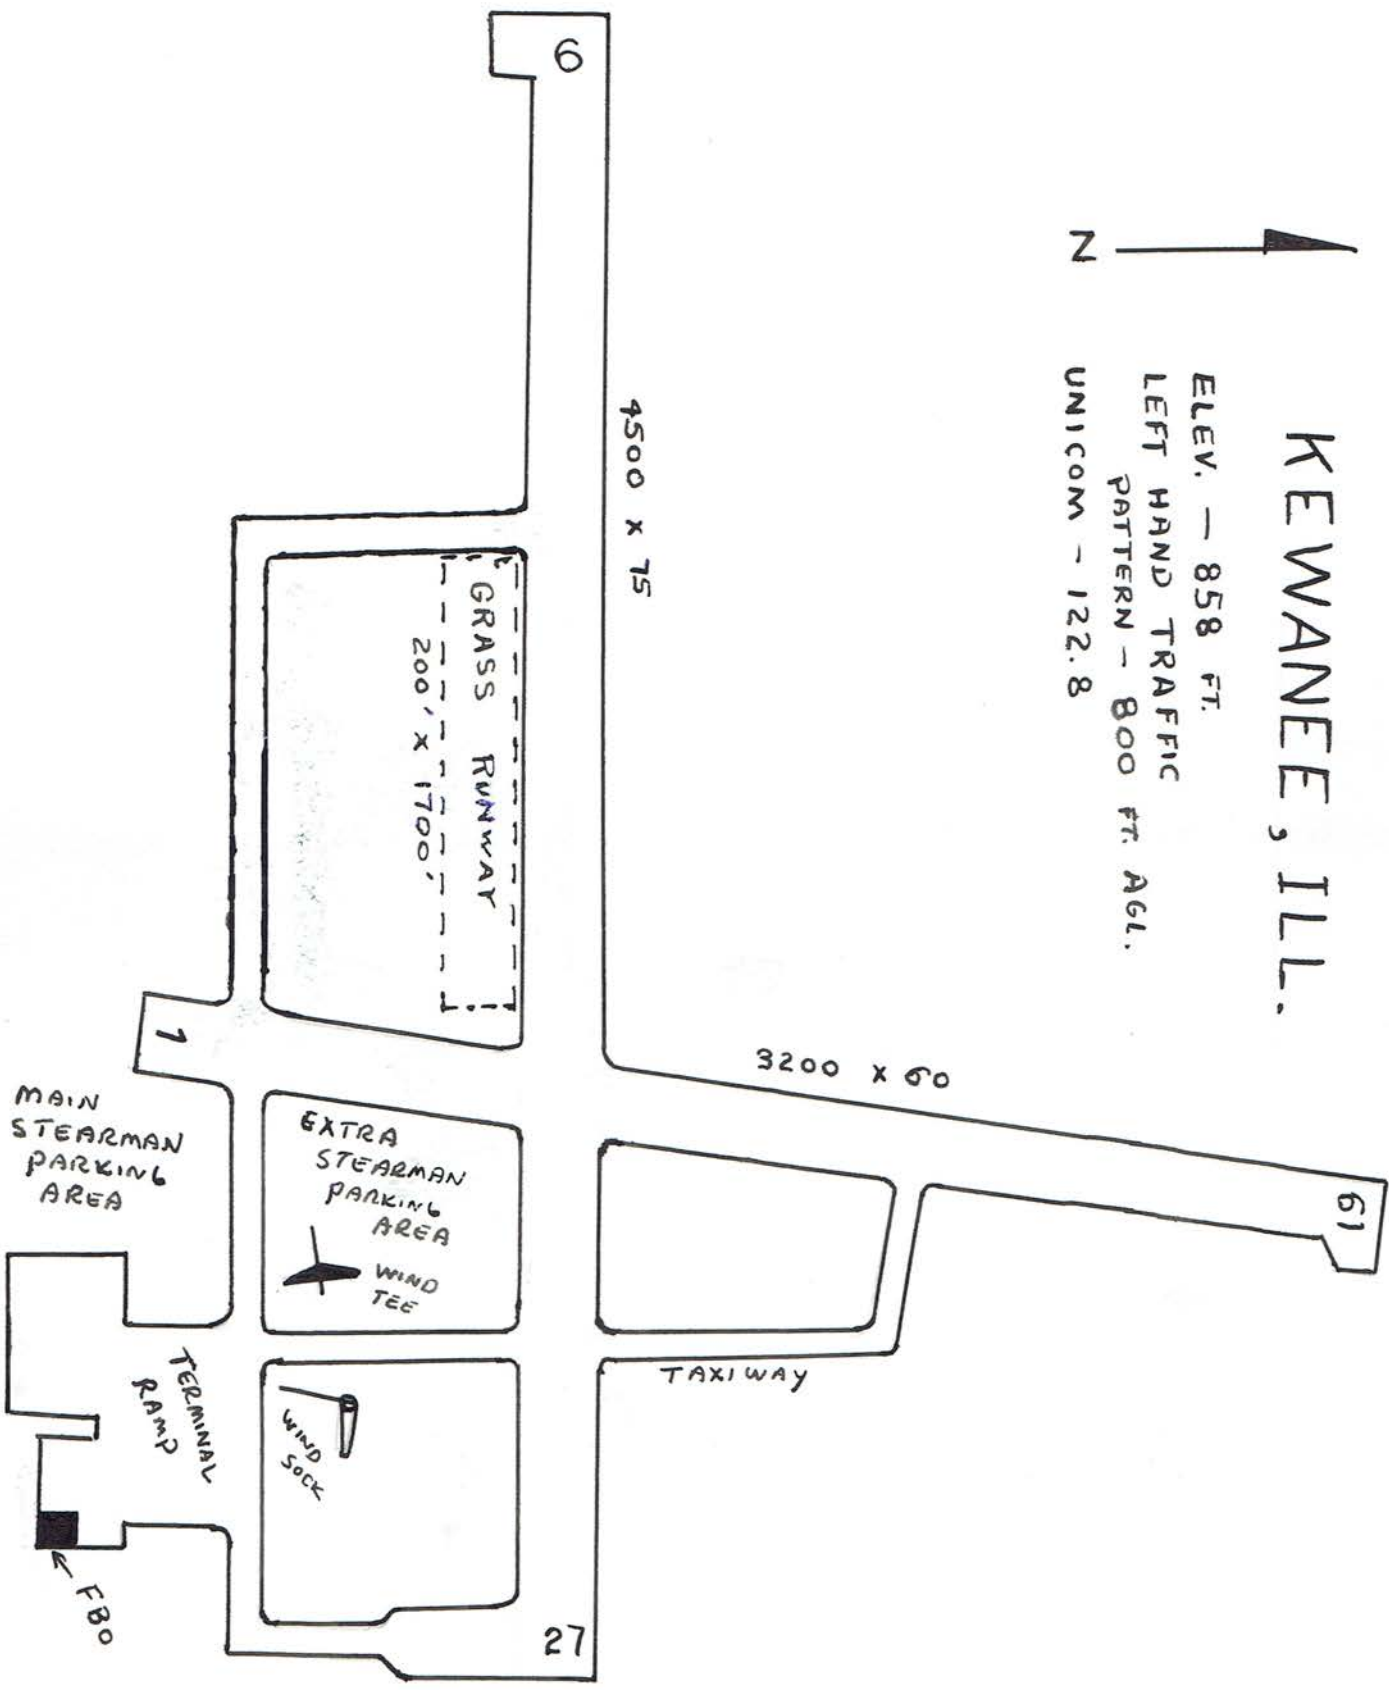 KEWANEE, ILL.
ELEV. — 858 FT.
LEFT HAND TRAFFIC
PATTERN - 800 FT. AGL.
UNICOM - 122.8
N
19
3200 x 60
4500 x 75
9
27
TAXIWAY
GRASS RUNWAY
200' X 1700'
EXTRA
STEARMAN
PARKING
AREA
WIND
TEE
WIND
SOCK
1
MAIN
STEARMAN
PARKING
AREA
TERMINAL
RAMP
FBO